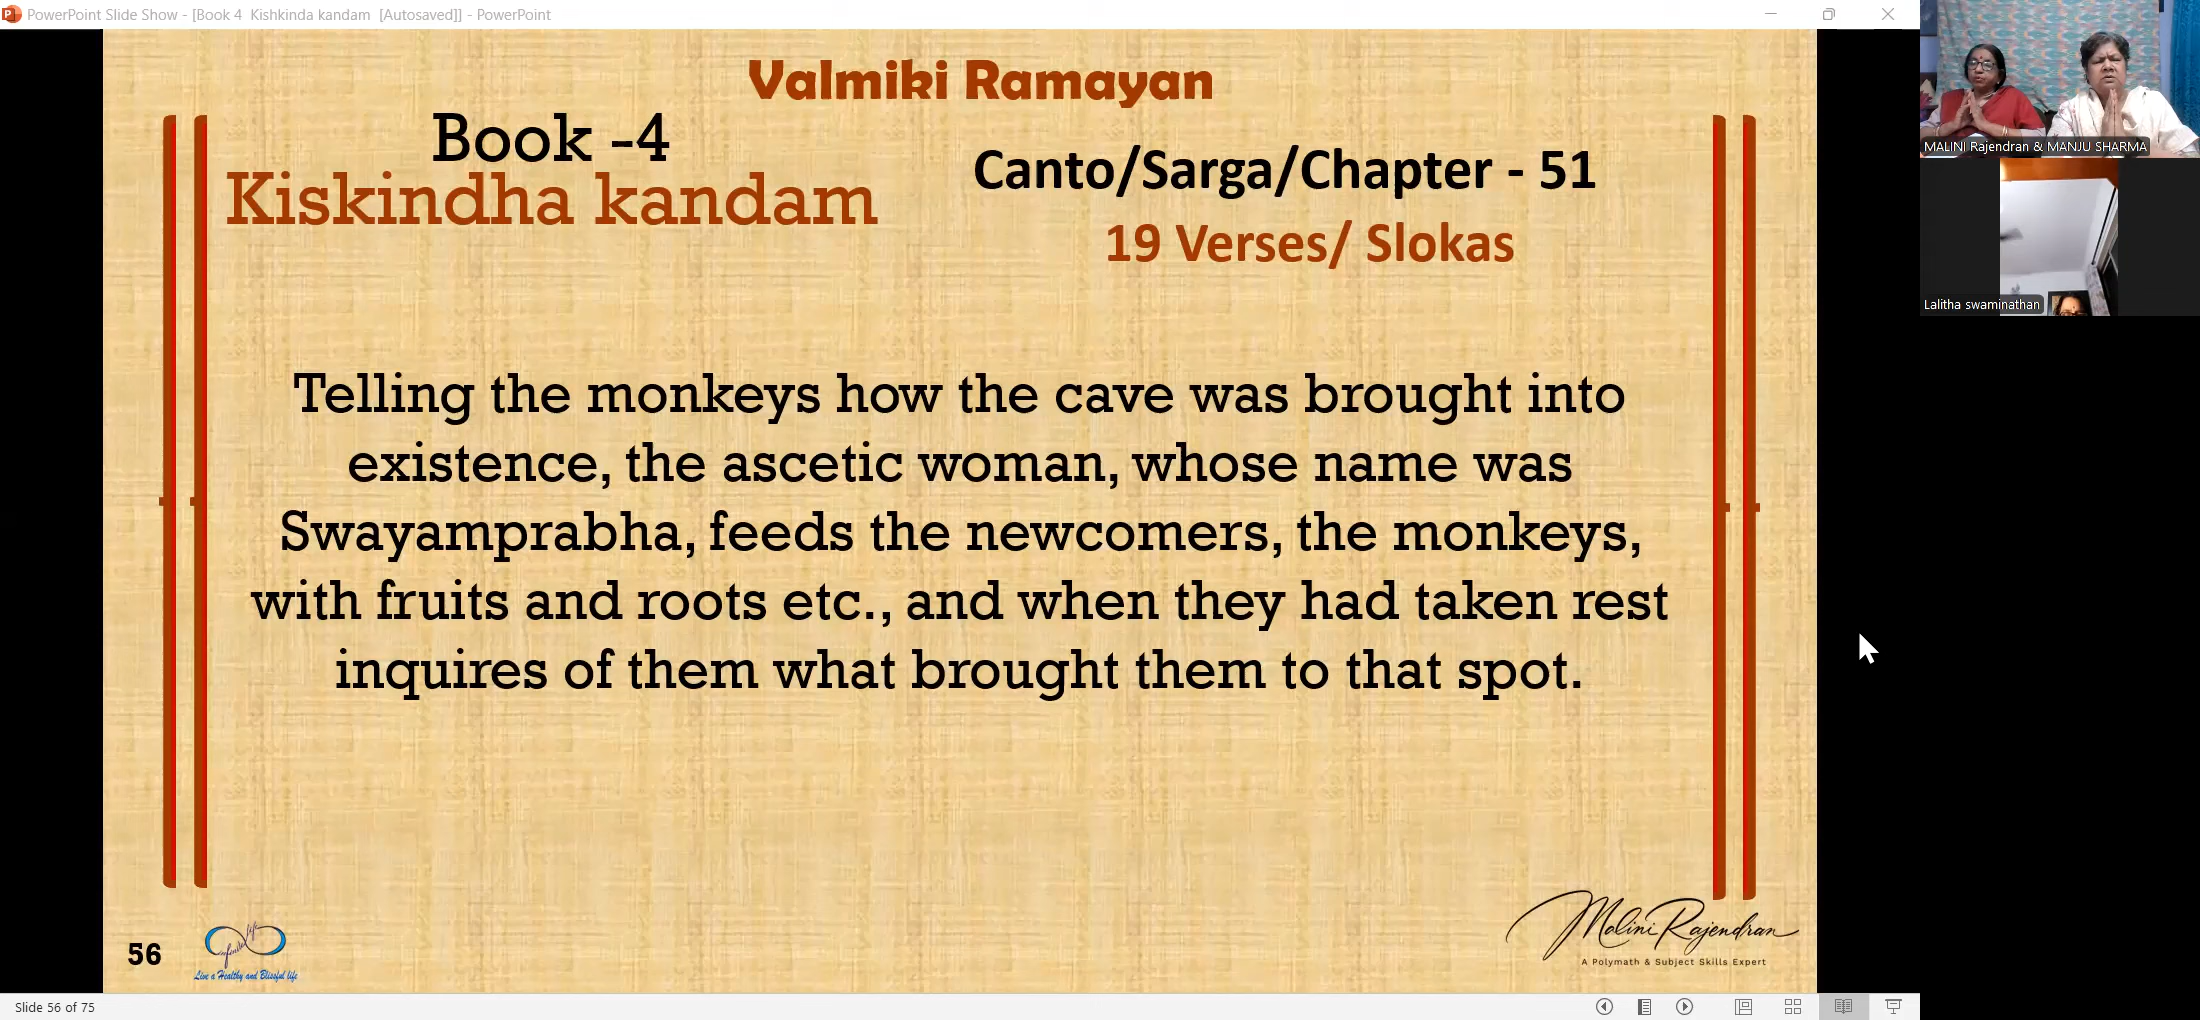 PowerPoint Slide Show - [Book 4  Kishkinda kandam  [Autosaved]] - PowerPoint
Valmiki Ramayan
Book -4
Kiskindha kandam
Canto/Sarga/Chapter - 51
19 Verses/ Slokas
Telling the monkeys how the cave was brought into
existence, the ascetic woman, whose name was
Swayamprabha, feeds the newcomers, the monkeys,
with fruits and roots etc., and when they had taken rest
inquires of them what brought them to that spot.
MALINI Rajendran & MANJU SHARMA
Lalitha swaminathan
56
infinite life
Live a Healthy and Blissful life
Malini Rajendran
A Polymath & Subject Skills Expert
Slide 56 of 75